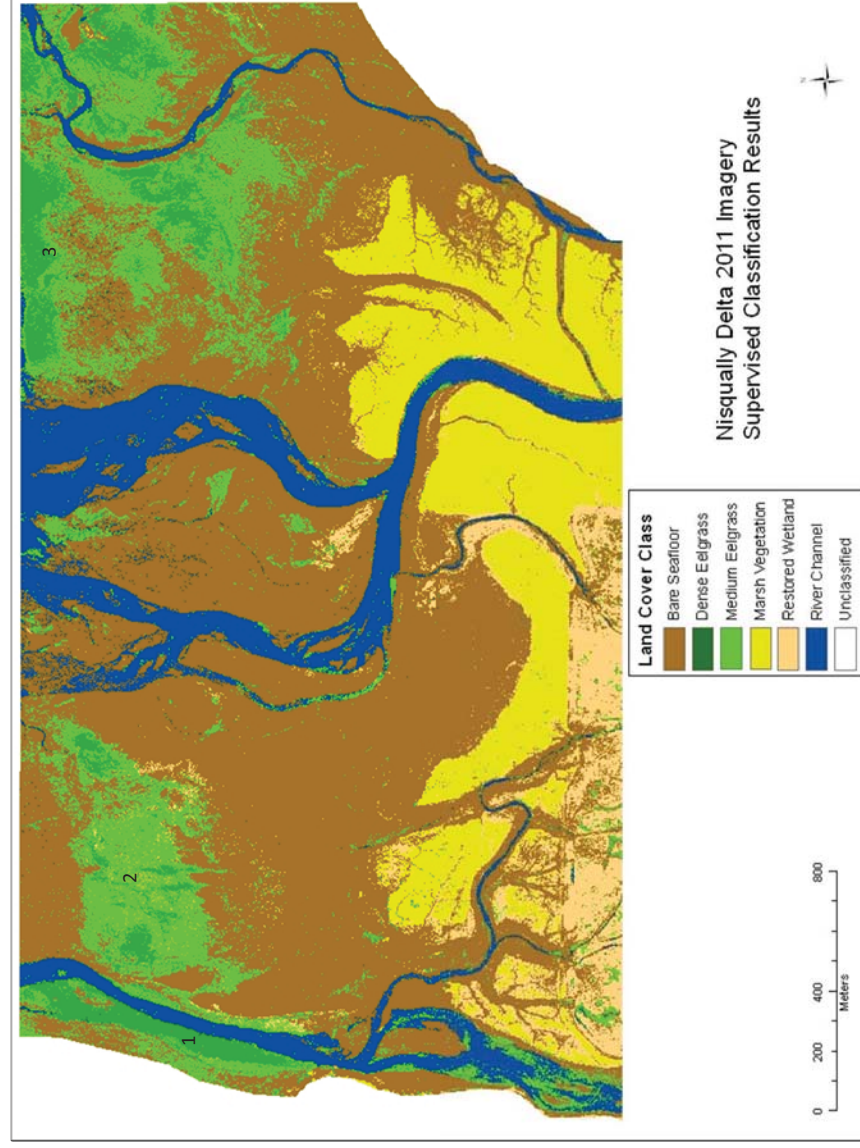 1
2
3
Nisqually Delta 2011 Imagery
Supervised Classification Results
N
Land Cover Class
Bare Seafloor
Dense Eelgrass
Medium Eelgrass
Marsh Vegetation
Restored Wetland
River Channel
Unclassified
0 200 400 800
Meters